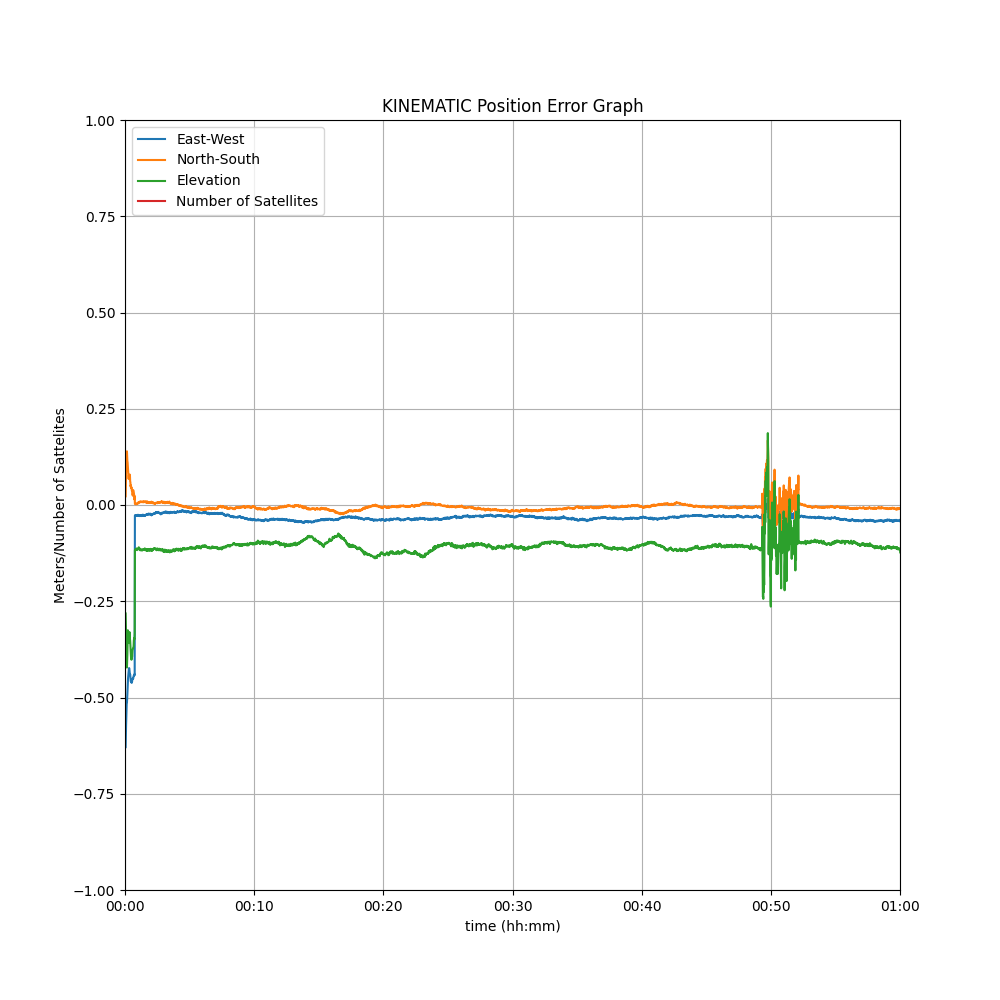 KINEMATIC Position Error Graph
1.00
0.75
0.50
0.25
0.00
−0.25
−0.50
−0.75
−1.00
Meters/Number of Sattelites
East-West
North-South
Elevation
Number of Satellites
00:00 00:10 00:20 00:30 00:40 00:50 01:00
time (hh:mm)